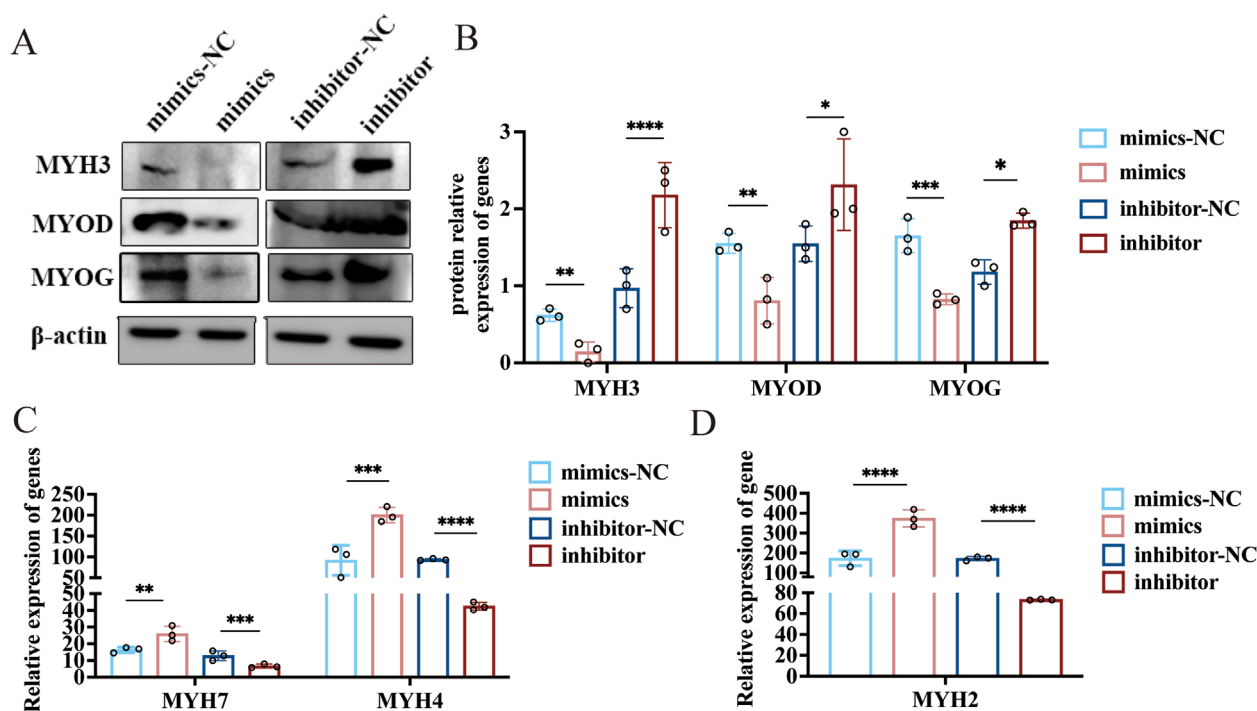 A
mimics-NC
mimics
inhibitor-NC
inhibitor
MYH3
MYOD
MYOG
β-actin
B
protein relative
expression of genes
3
2
1
0
**
****
**
*
***
*
MYH3
MYOD
MYOG
mimics-NC
mimics
inhibitor-NC
inhibitor
C
Relative expression of genes
250
200
150
100
50
50
40
30
20
10
0
**
***
***
****
MYH7
MYH4
mimics-NC
mimics
inhibitor-NC
inhibitor
D
Relative expression of gene
500
400
300
200
100
80
60
40
20
0
****
****
MYH2
mimics-NC
mimics
inhibitor-NC
inhibitor